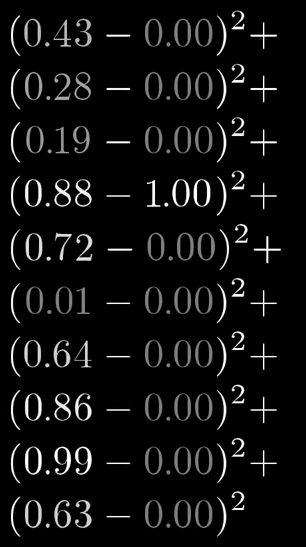 (0.43 − 0.00)²+
(0.28 − 0.00)²+
(0.19 − 0.00)²+
(0.88 − 1.00)²+
(0.72 − 0.00)²+
(0.01 − 0.00)²+
(0.64 − 0.00)²+
(0.86 − 0.00)²+
(0.99 − 0.00)²+
(0.63 − 0.00)²